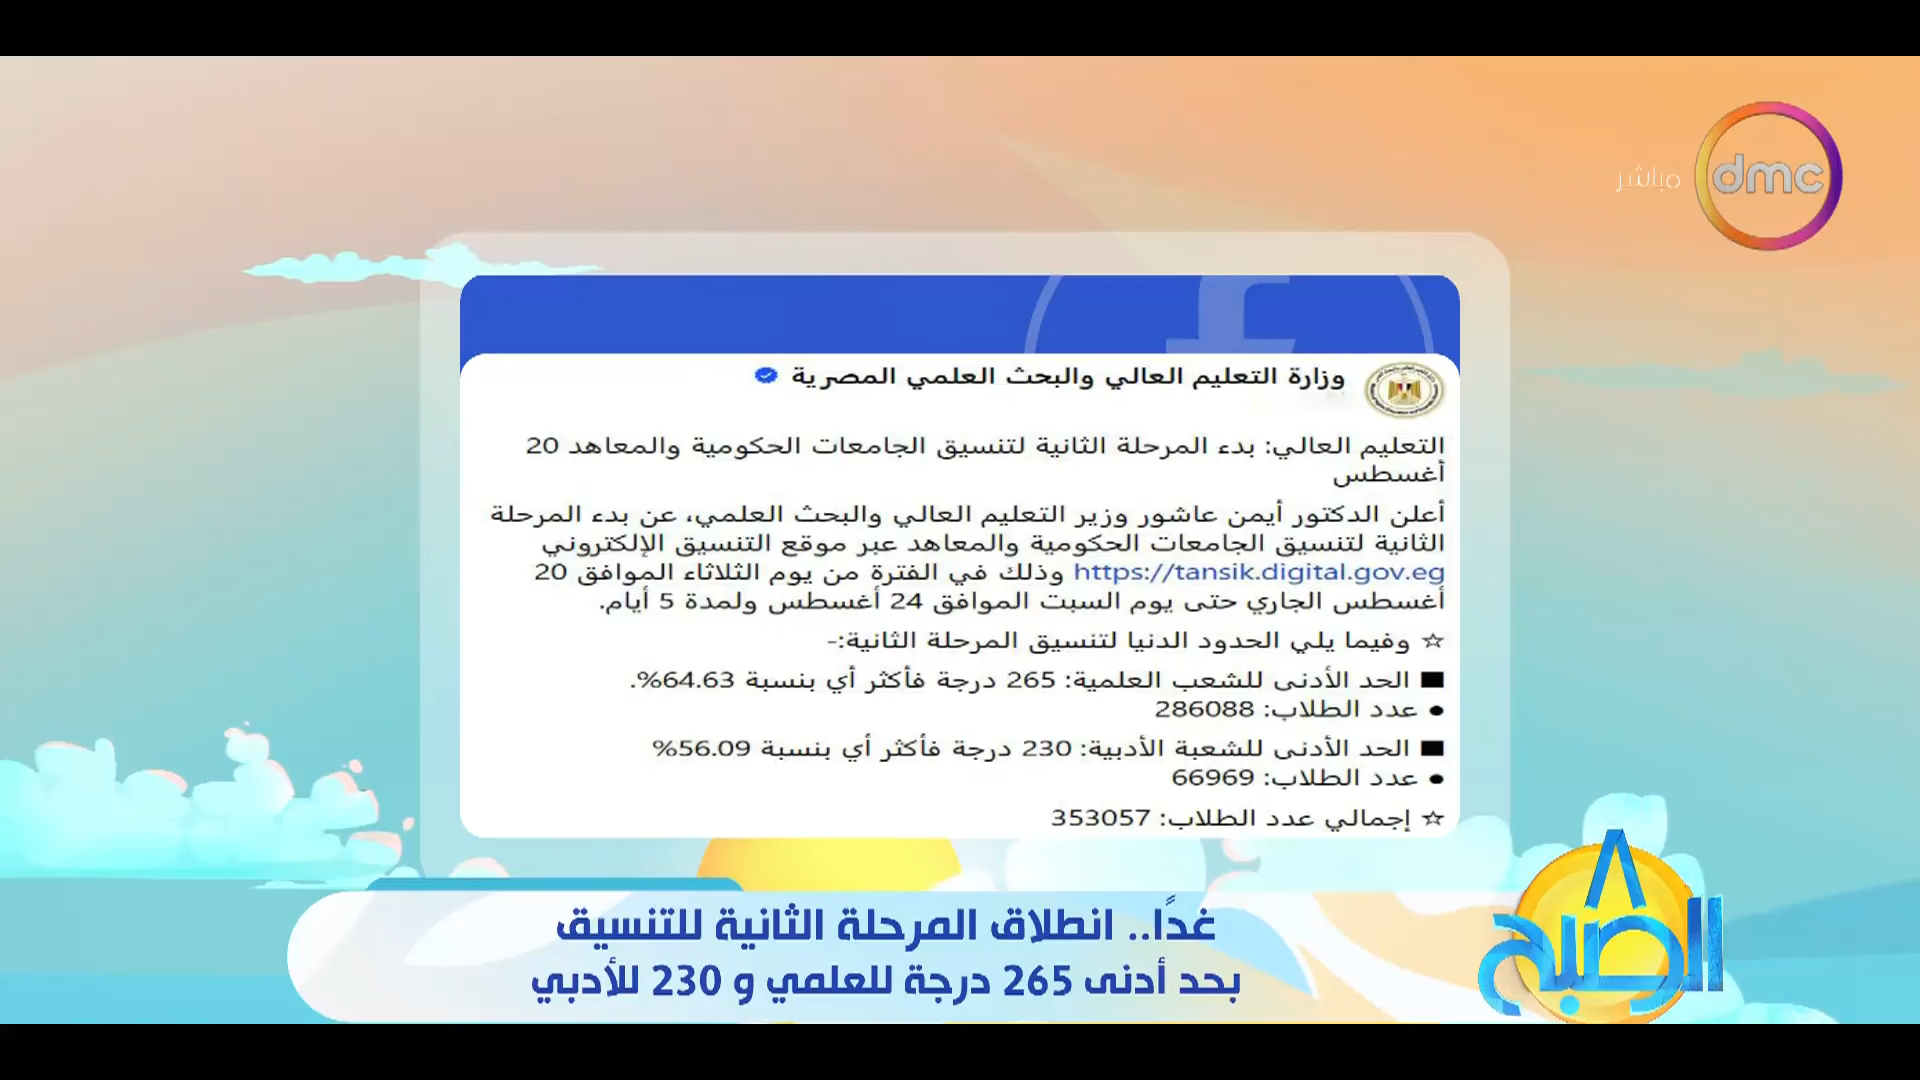 مباشر
dmc
وزارة التعليم العالي والبحث العلمي المصرية
التعليم العالي: بدء المرحلة الثانية لتنسيق الجامعات الحكومية والمعاهد 20
أغسطس
أعلن الدكتور أيمن عاشور وزير التعليم العالي والبحث العلمي، عن بدء المرحلة
الثانية لتنسيق الجامعات الحكومية والمعاهد عبر موقع التنسيق الإلكتروني
https://tansik.digital.gov.eg وذلك في الفترة من يوم الثلاثاء الموافق 20
أغسطس الجاري حتى يوم السبت الموافق 24 أغسطس ولمدة 5 أيام.
☆ وفيما يلي الحدود الدنيا لتنسيق المرحلة الثانية:-
■ الحد الأدنى للشعب العلمية: 265 درجة فأكثر أي بنسبة 64.63%.
● عدد الطلاب: 286088
■ الحد الأدنى للشعبة الأدبية: 230 درجة فأكثر أي بنسبة 56.09%
● عدد الطلاب: 66969
☆ إجمالي عدد الطلاب: 353057
غدًا.. انطلاق المرحلة الثانية للتنسيق
بحد أدنى 265 درجة للعلمي و 230 للأدبي
٨ الصبح